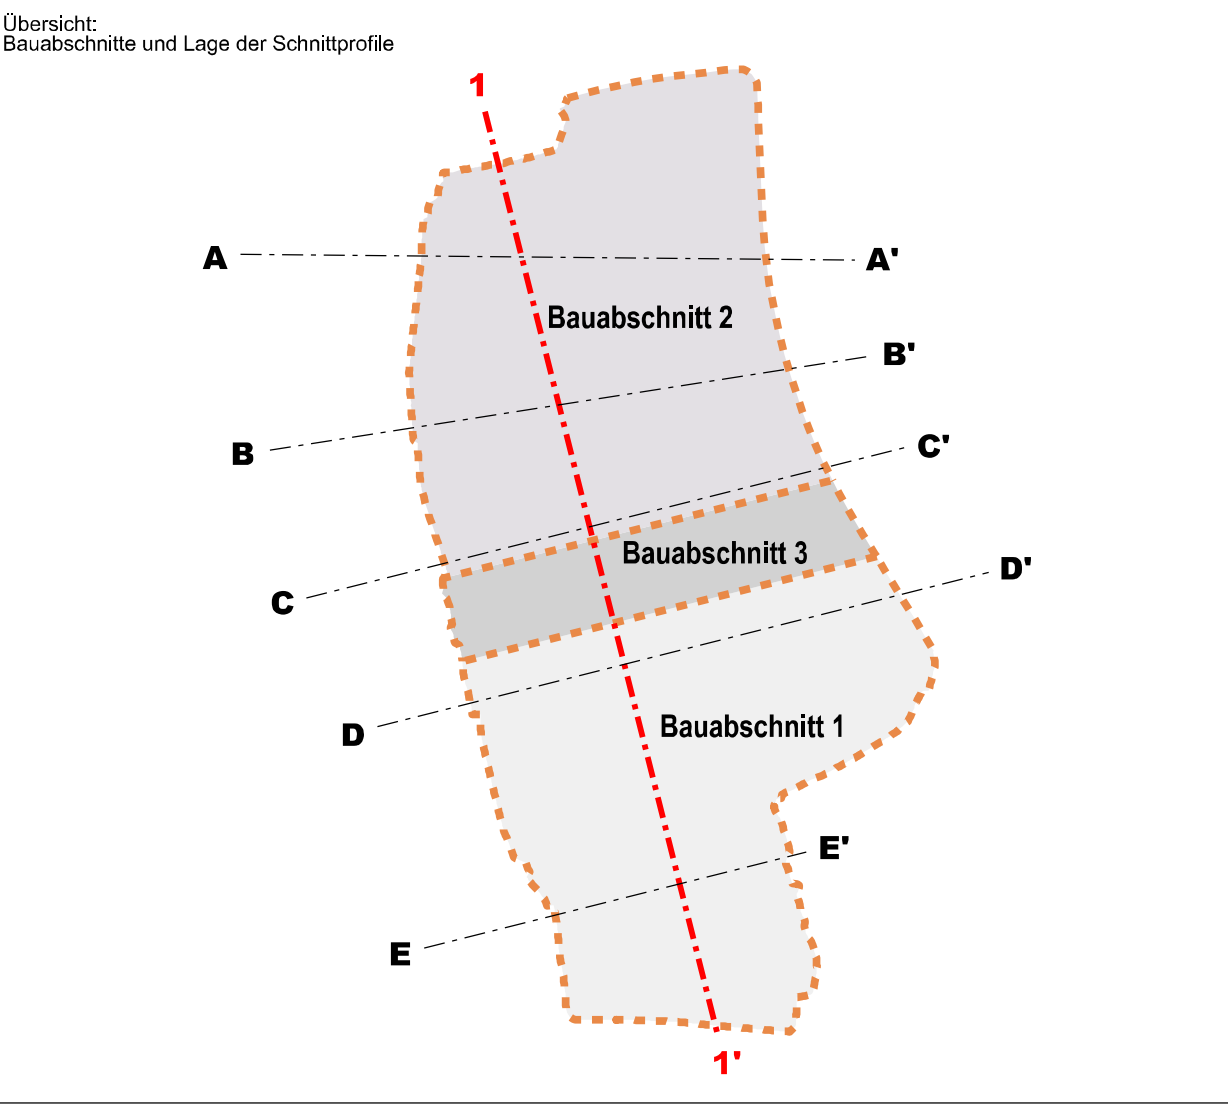 Übersicht:
Bauabschnitte und Lage der Schnittprofile
1
A
A'
Bauabschnitt 2
B'
B
C'
Bauabschnitt 3
D'
C
Bauabschnitt 1
D
E'
E
1'